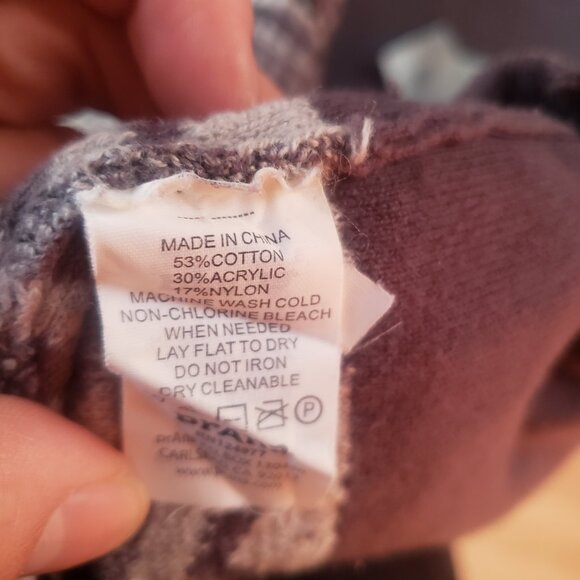 MADE IN CHINA
53%COTTON
30%ACRYLIC
17%NYLON
MACHINE WASH COLD
NON-CHLORINE BLEACH
WHEN NEEDED
LAY FLAT TO DRY
DO NOT IRON
DRY CLEANABLE
P